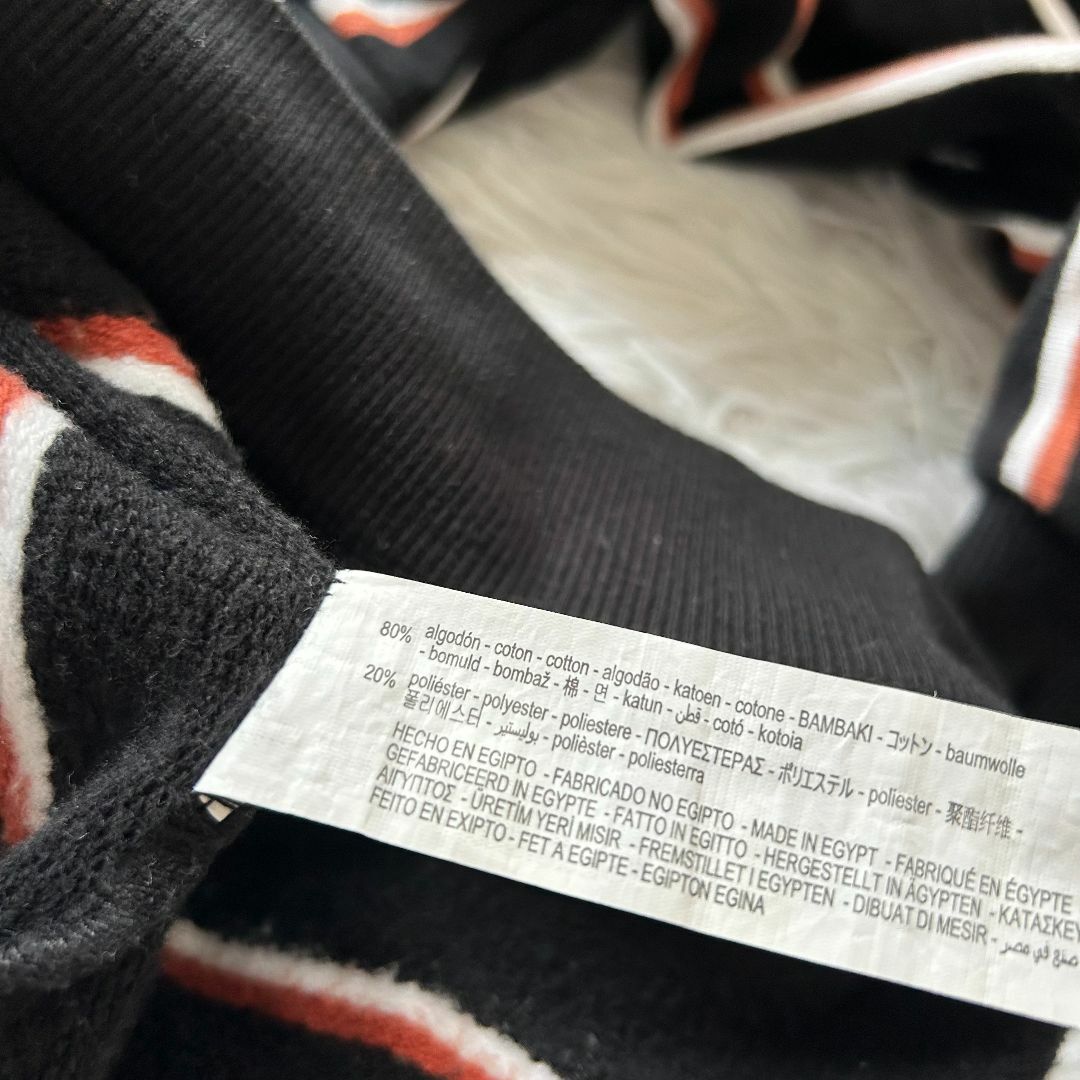 80% algodón - coton - cotton - algodão - katoen - cotone - BAMBAKI - コットン - baumwolle
- bomuld - bombaž - 棉 - 면 - katun - قطن - cotó - kotoia
20% poliéster - polyester - poliestere - ΠΟΛΥΕΣΤΕΡΑΣ - ポリエステル - poliester - 聚酯纤维 -
폴리에스터 - بوليستير - polièster - poliesterra
HECHO EN EGIPTO - FABRICADO NO EGIPTO - MADE IN EGYPT - FABRIQUÉ EN ÉGYPTE
GEFABRICEERD IN EGYPTE - FATTO IN EGITTO - HERGESTELLT IN ÄGYPTEN - ΚΑΤΑΣΚΕΥ
ΑΙΓΥΠΤΟΣ - ÜRETİM YERİ MISIR - FREMSTILLET I EGYPTEN - DIBUAT DI MESIR - صنع في مصر
FEITO EN EXIPTO - FET A EGIPTE - EGIPTON EGINA